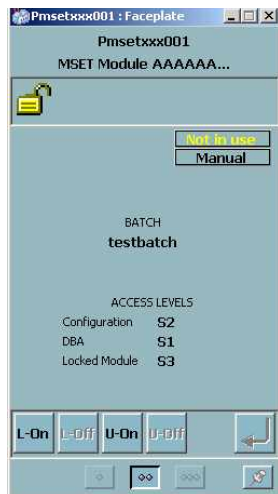 Pmsetxxx001 : Faceplate
Pmsetxxx001
MSET Module AAAAAA...
Not in use
Manual
BATCH
testbatch
ACCESS LEVELS
Configuration S2
DBA S1
Locked Module S3
L-On L-Off U-On U-Off